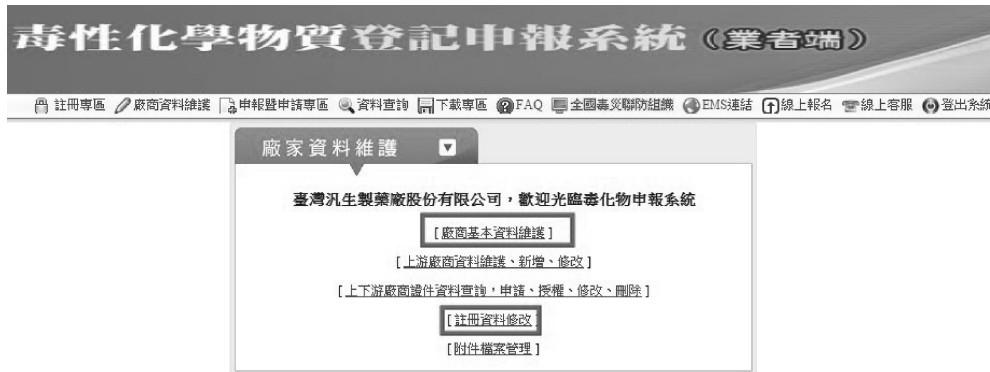 毒性化學物質登記申報系統（業者端）
註冊專區 廠商資料維護 申報暨申請專區 資料查詢 下載專區 FAQ 全國毒災聯防組織 EMS連結 線上報名 線上客服 登出系統
廠家資料維護
臺灣汎生製藥廠股份有限公司，歡迎光臨毒化物申報系統
[ 廠商基本資料維護 ]
[ 上游廠商資料維護、新增、修改 ]
[ 上下游廠商證件資料查詢，申請、授權、修改、刪除 ]
[ 註冊資料修改 ]
[ 附件檔案管理 ]